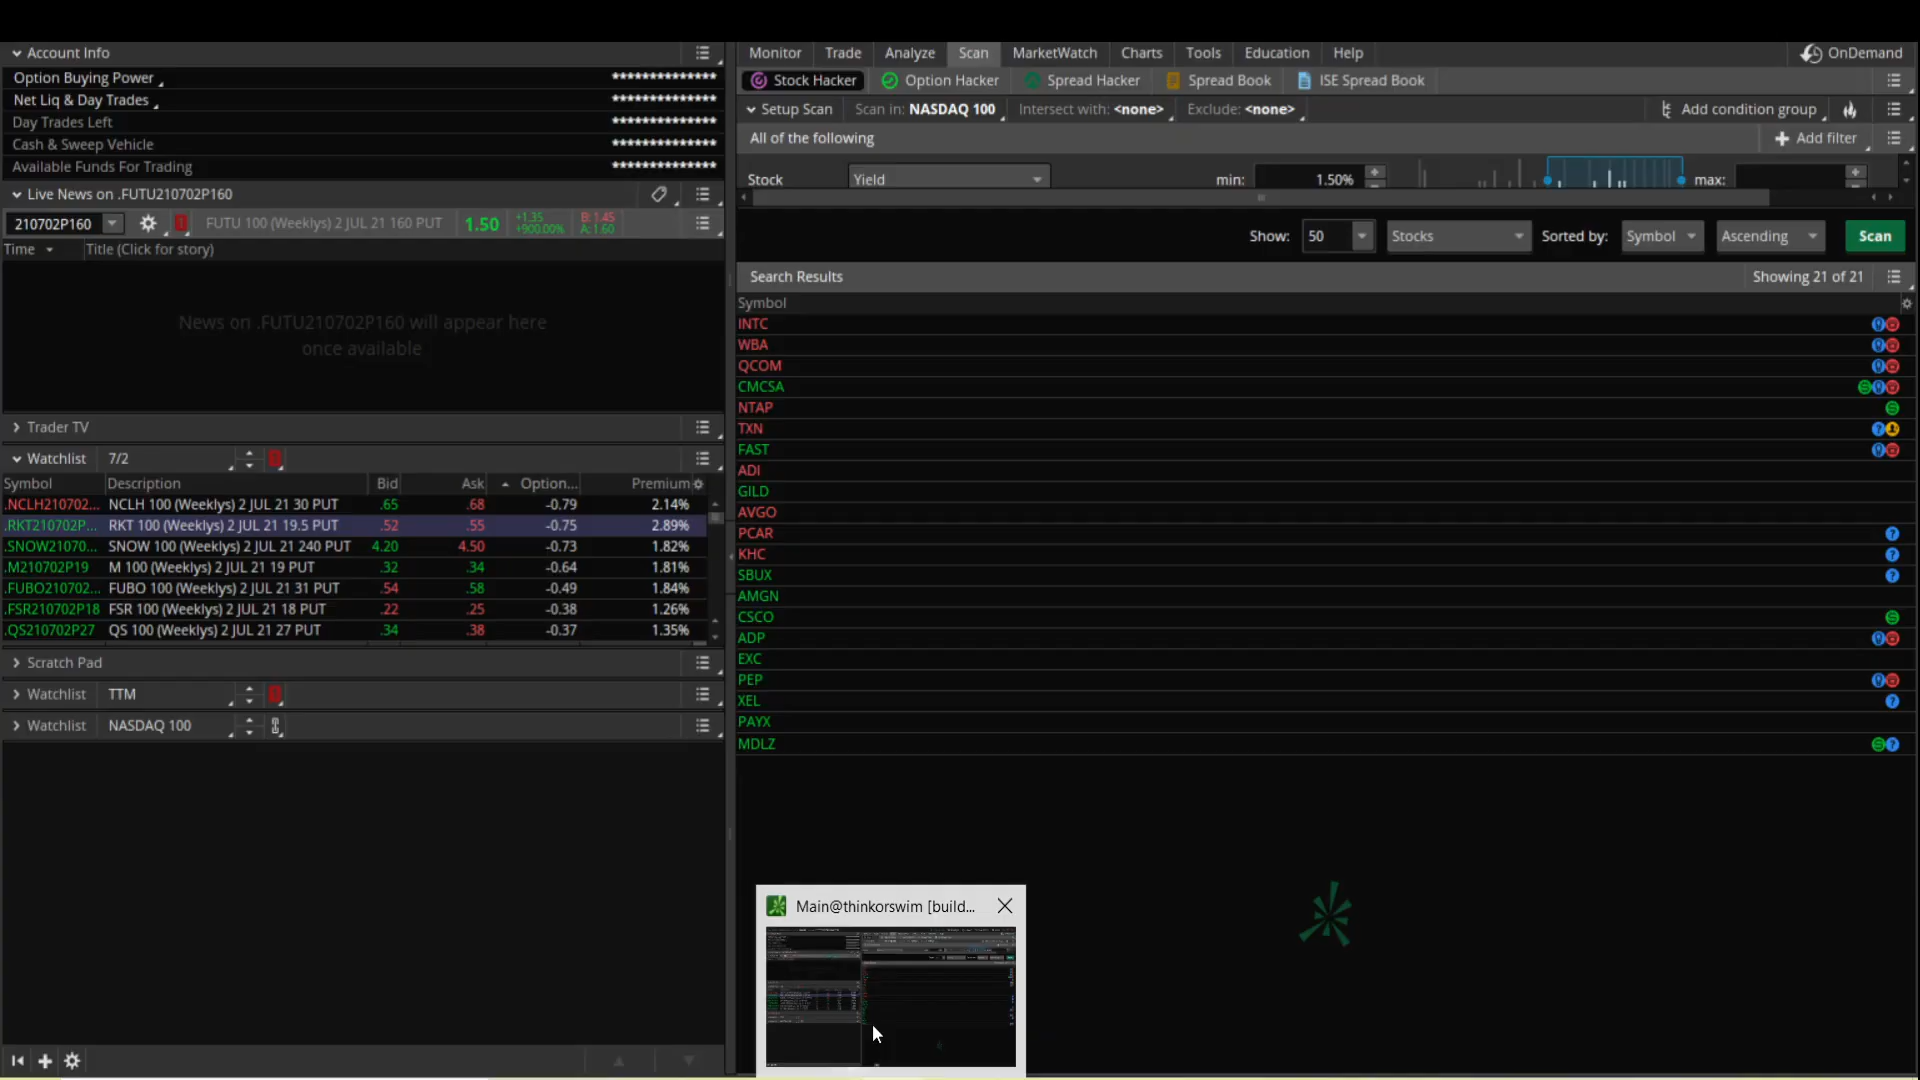 Account Info
Option Buying Power **************
Net Liq & Day Trades **************
Day Trades Left **************
Cash & Sweep Vehicle **************
Available Funds For Trading **************
Live News on .FUTU210702P160
210702P160 FUTU 100 (Weeklys) 2 JUL 21 160 PUT 1.50 +1.35 B: 1.45
+900.00% A: 1.60
Time Title (Click for story)
News on .FUTU210702P160 will appear here
once available
Trader TV
Watchlist 7/2
Symbol Description Bid Ask Option... Premium
.NCLH210702... NCLH 100 (Weeklys) 2 JUL 21 30 PUT .65 .68 -0.79 2.14%
.RKT210702P... RKT 100 (Weeklys) 2 JUL 21 19.5 PUT .52 .55 -0.75 2.89%
.SNOW21070... SNOW 100 (Weeklys) 2 JUL 21 240 PUT 4.20 4.50 -0.73 1.82%
.M210702P19 M 100 (Weeklys) 2 JUL 21 19 PUT .32 .34 -0.64 1.81%
.FUBO210702... FUBO 100 (Weeklys) 2 JUL 21 31 PUT .54 .58 -0.49 1.84%
.FSR210702P18 FSR 100 (Weeklys) 2 JUL 21 18 PUT .22 .25 -0.38 1.26%
.QS210702P27 QS 100 (Weeklys) 2 JUL 21 27 PUT .34 .38 -0.37 1.35%
Scratch Pad
Watchlist TTM
Watchlist NASDAQ 100
Monitor Trade Analyze Scan MarketWatch Charts Tools Education Help OnDemand
Stock Hacker Option Hacker Spread Hacker Spread Book ISE Spread Book
Setup Scan Scan in: NASDAQ 100 Intersect with: <none> Exclude: <none> Add condition group
All of the following Add filter
Stock Yield min: 1.50% max:
Show: 50 Stocks Sorted by: Symbol Ascending Scan
Search Results Showing 21 of 21
Symbol
INTC
WBA
QCOM
CMCSA
NTAP
TXN
FAST
ADI
GILD
AVGO
PCAR
KHC
SBUX
AMGN
CSCO
ADP
EXC
PEP
XEL
PAYX
MDLZ
Main@thinkorswim [build...